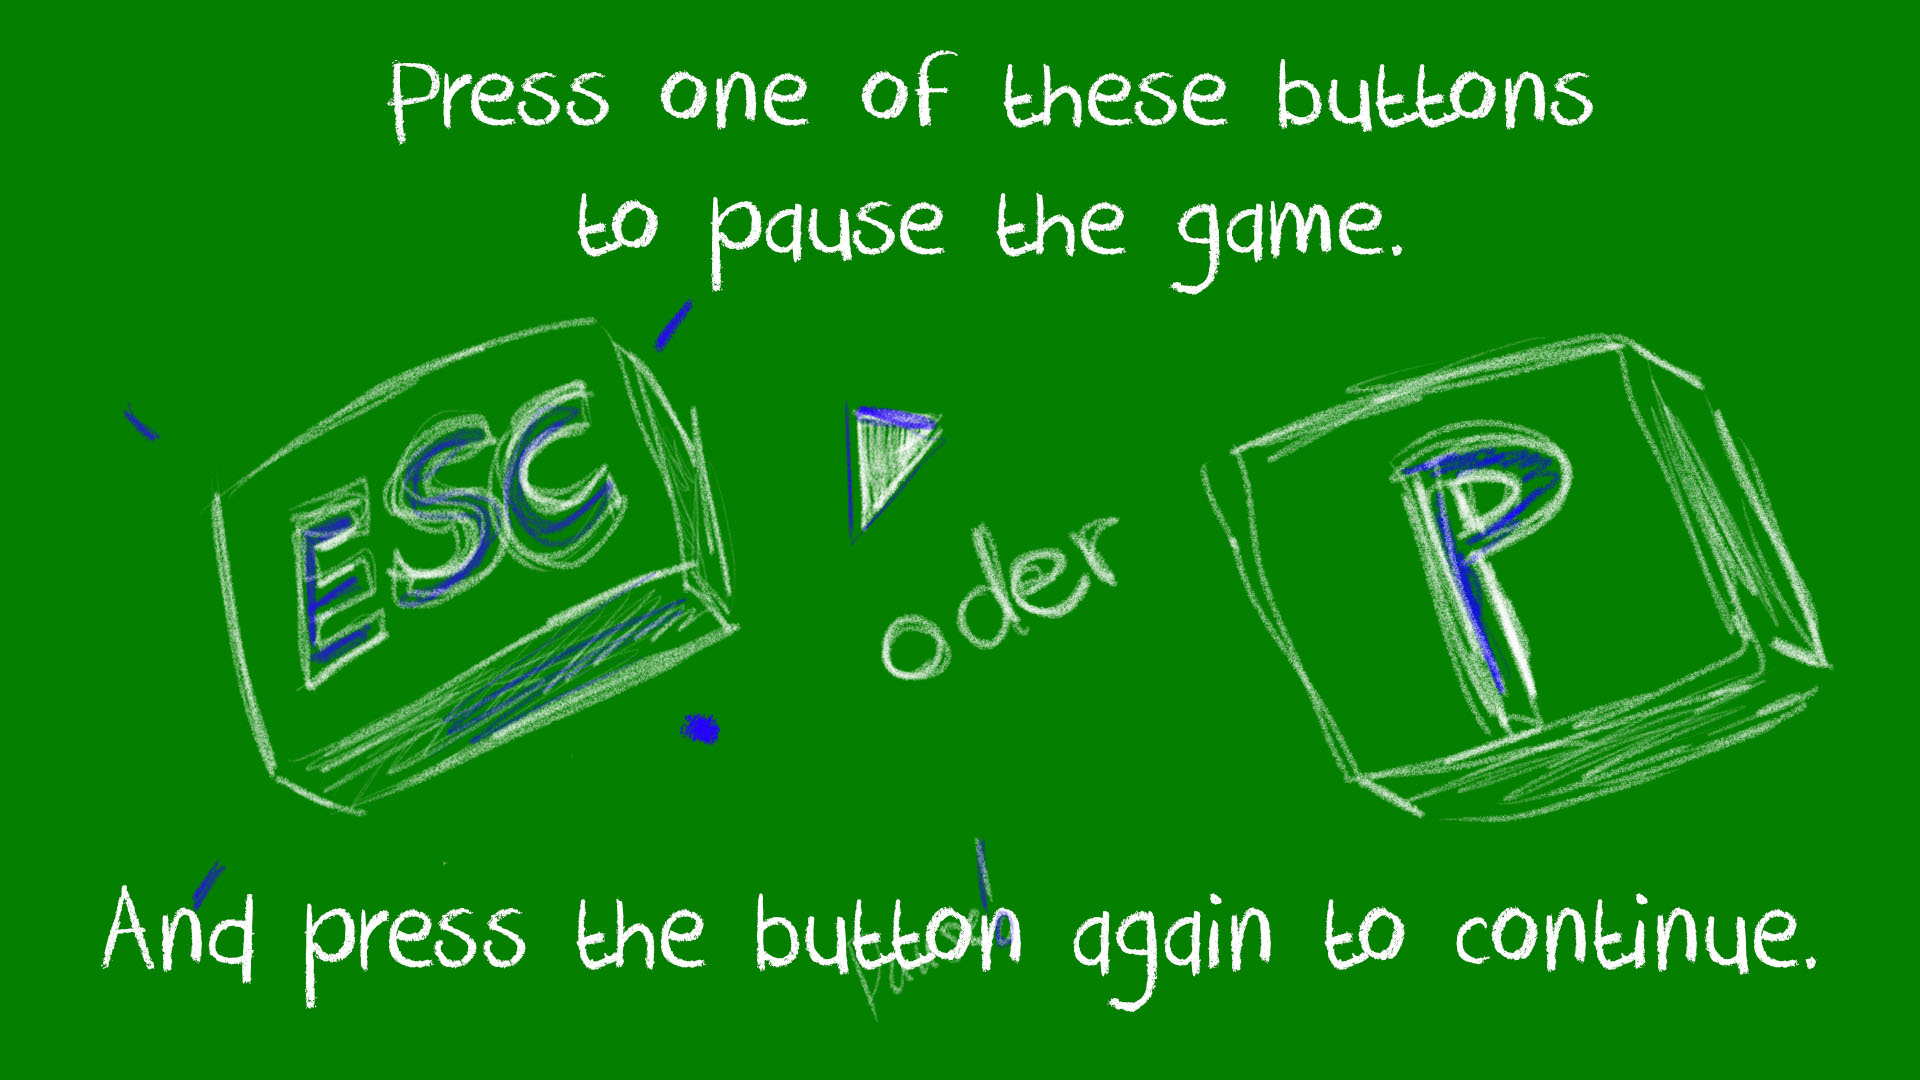 Press one of these buttons
to pause the game.
ESC
oder
P
And press the button again to continue.